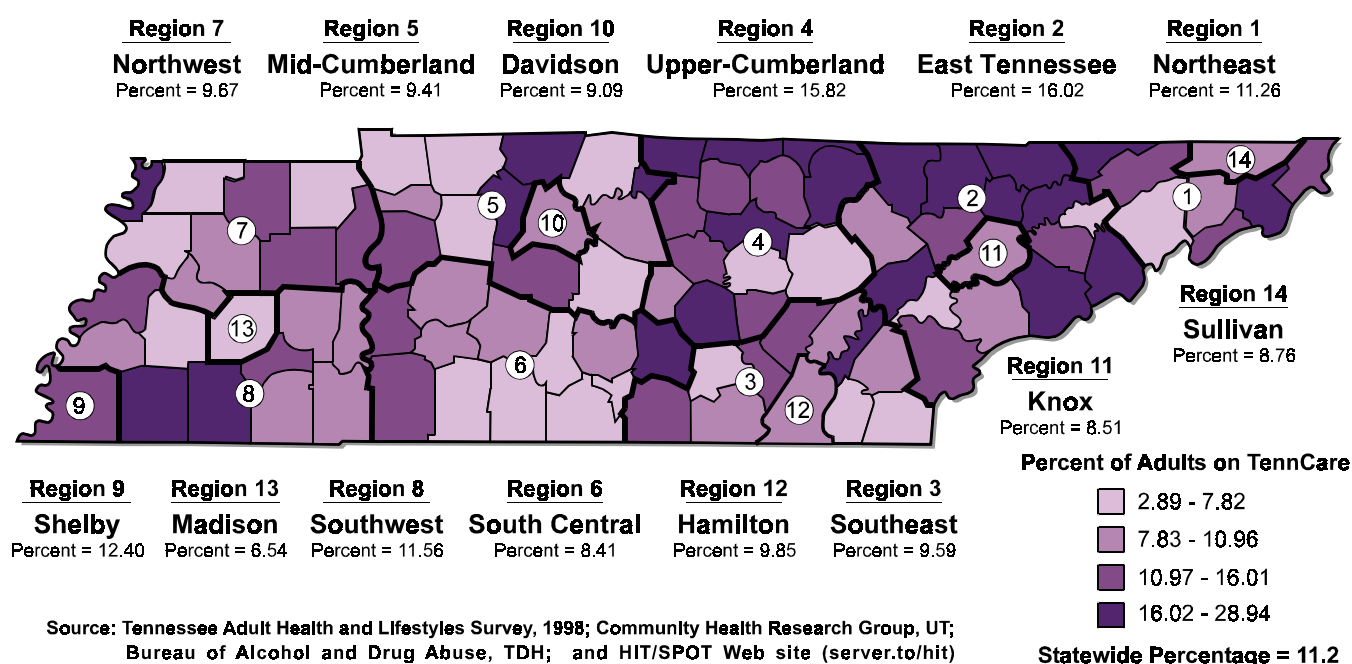 Region 7
Northwest
Percent = 9.67
Region 5
Mid-Cumberland
Percent = 9.41
Region 10
Davidson
Percent = 9.09
Region 4
Upper-Cumberland
Percent = 15.82
Region 2
East Tennessee
Percent = 16.02
Region 1
Northeast
Percent = 11.26
14
1
2
5
10
7
4
11
13
6
3
8
9
12
Region 14
Sullivan
Percent = 8.76
Region 11
Knox
Percent = 8.51
Region 9
Shelby
Percent = 12.40
Region 13
Madison
Percent = 6.54
Region 8
Southwest
Percent = 11.56
Region 6
South Central
Percent = 8.41
Region 12
Hamilton
Percent = 9.85
Region 3
Southeast
Percent = 9.59
Percent of Adults on TennCare
2.89 - 7.82
7.83 - 10.96
10.97 - 16.01
16.02 - 28.94
Statewide Percentage = 11.2
Source: Tennessee Adult Health and Lifestyles Survey, 1998; Community Health Research Group, UT;
Bureau of Alcohol and Drug Abuse, TDH; and HIT/SPOT Web site (server.to/hit)